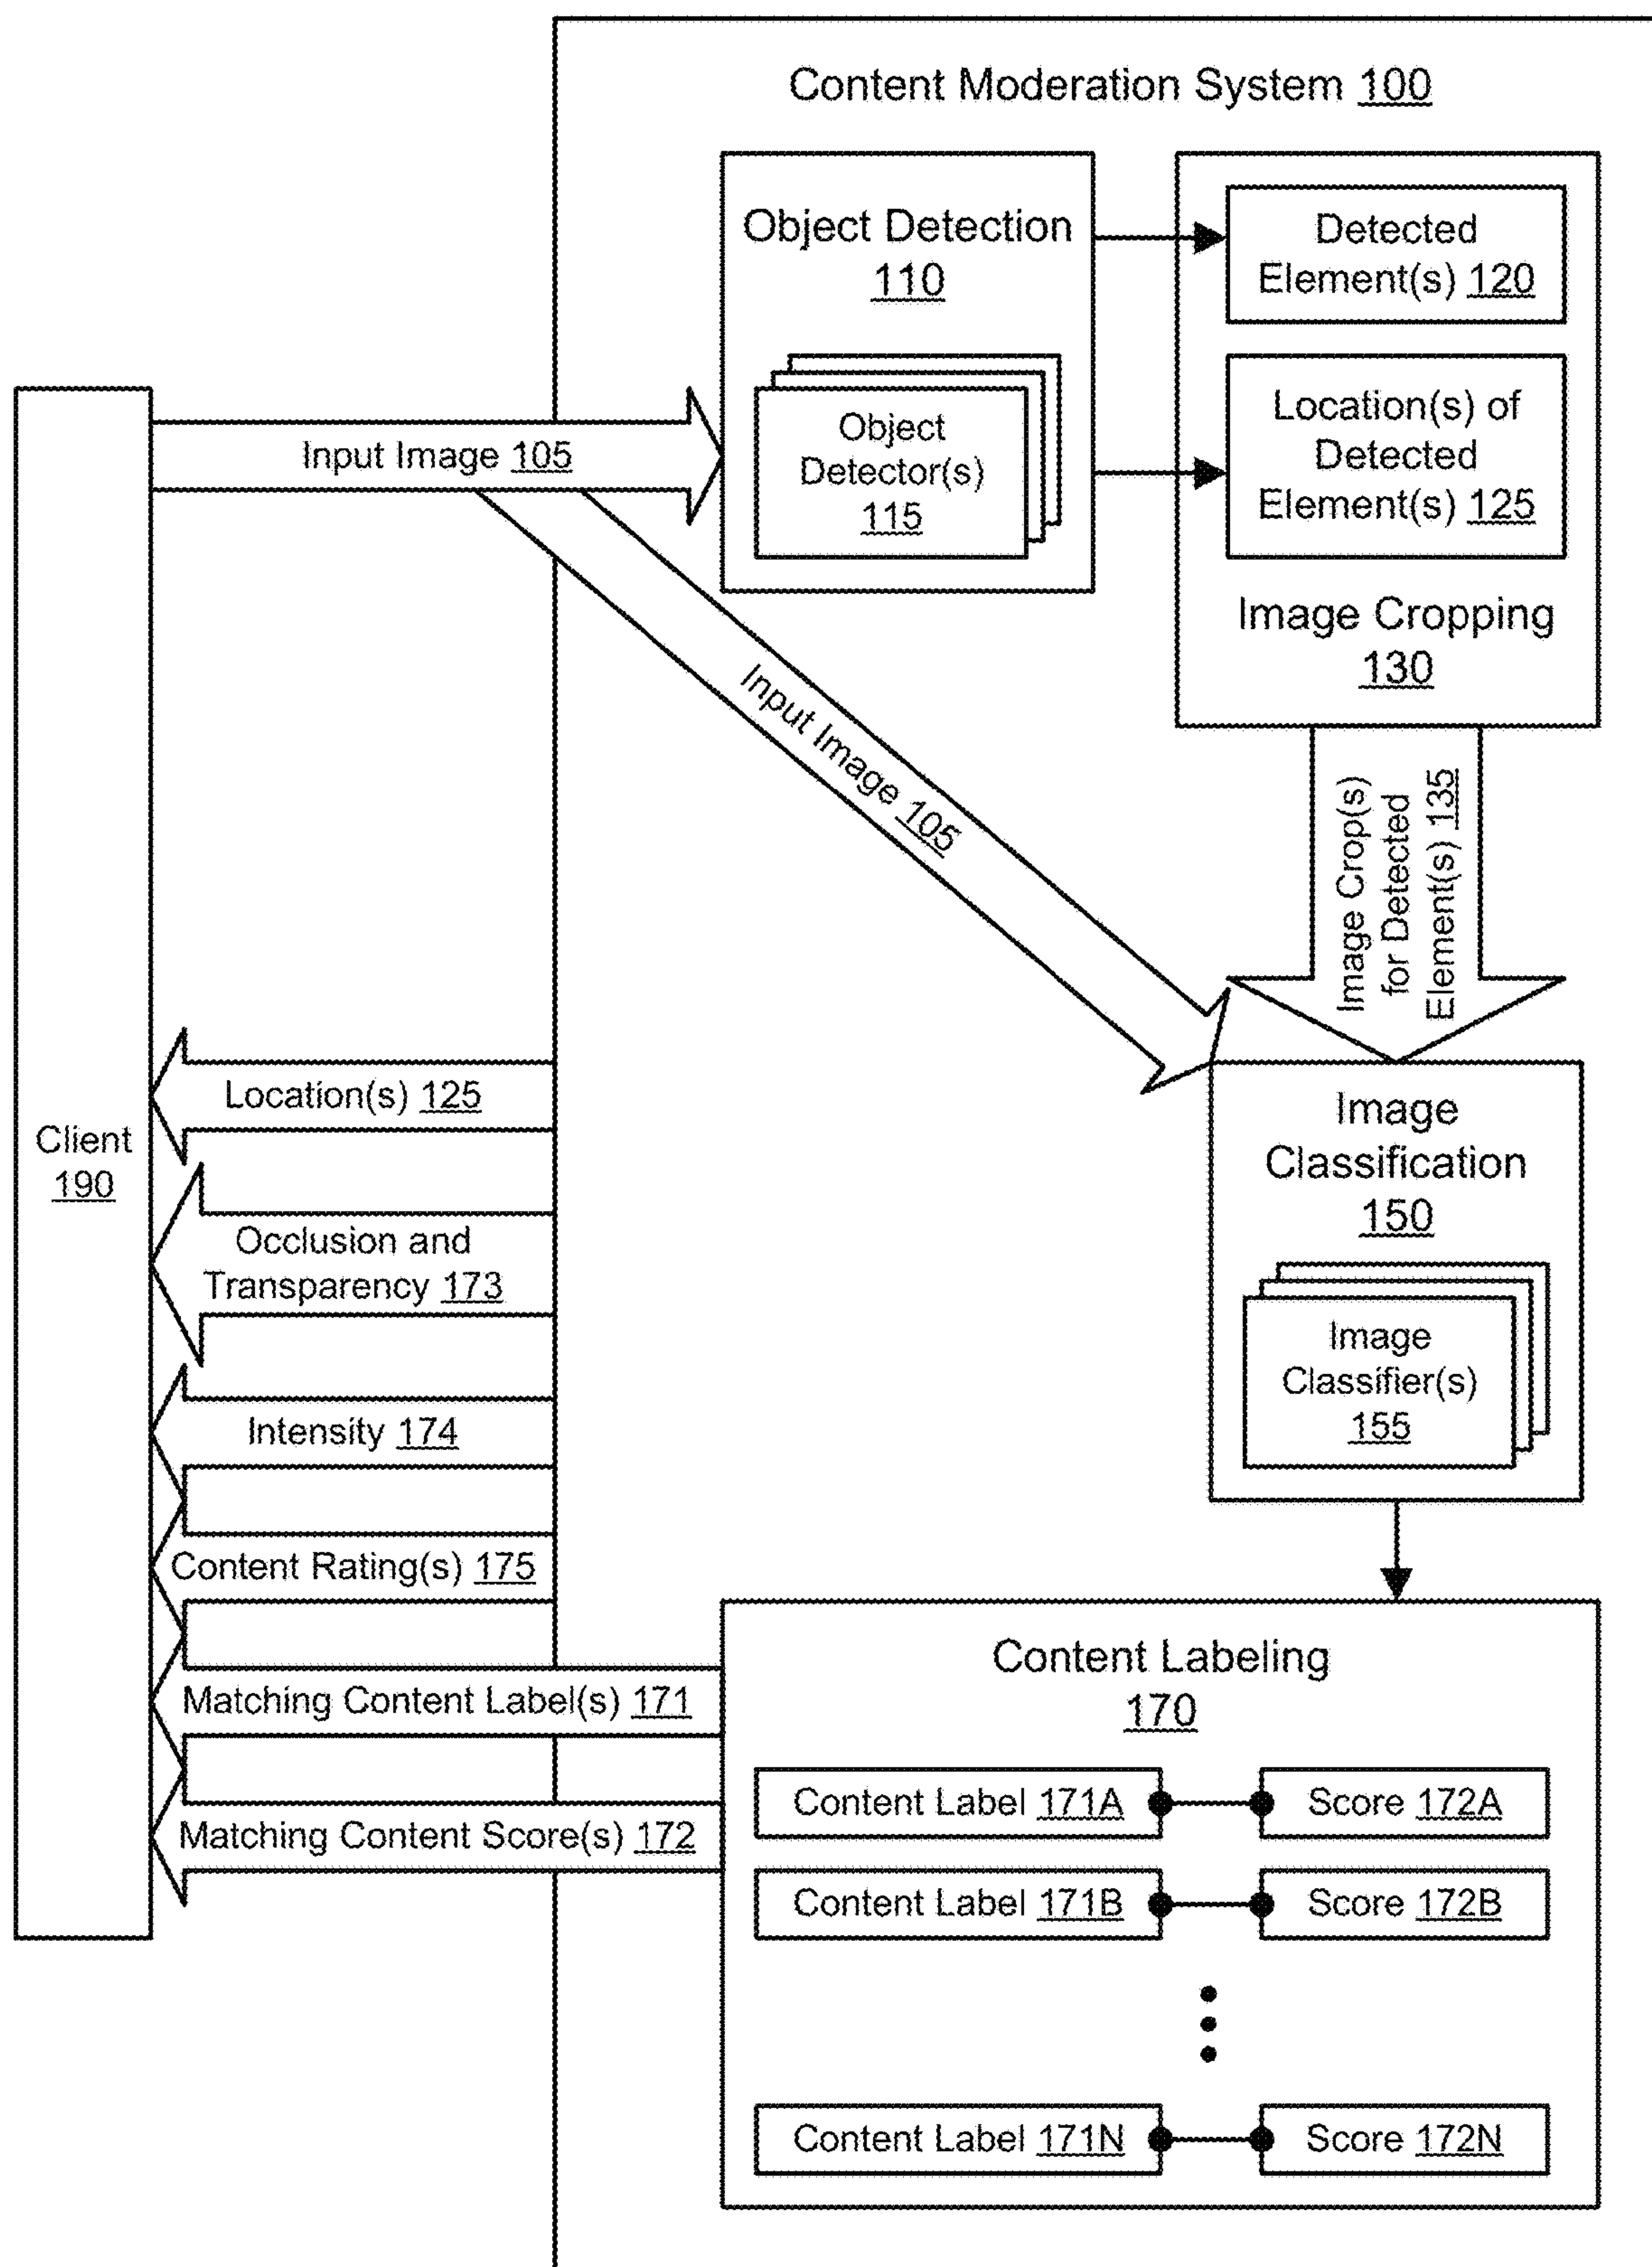 Content Moderation System 100
Object Detection
110
Object
Detector(s)
115
Detected
Element(s) 120
Location(s) of
Detected
Element(s) 125
Image Cropping
130
Input Image 105
Input Image 105
Image Crop(s)
for Detected
Element(s) 135
Client
190
Location(s) 125
Occlusion and
Transparency 173
Intensity 174
Content Rating(s) 175
Matching Content Label(s) 171
Matching Content Score(s) 172
Image
Classification
150
Image
Classifier(s)
155
Content Labeling
170
Content Label 171A
Score 172A
Content Label 171B
Score 172B
Content Label 171N
Score 172N